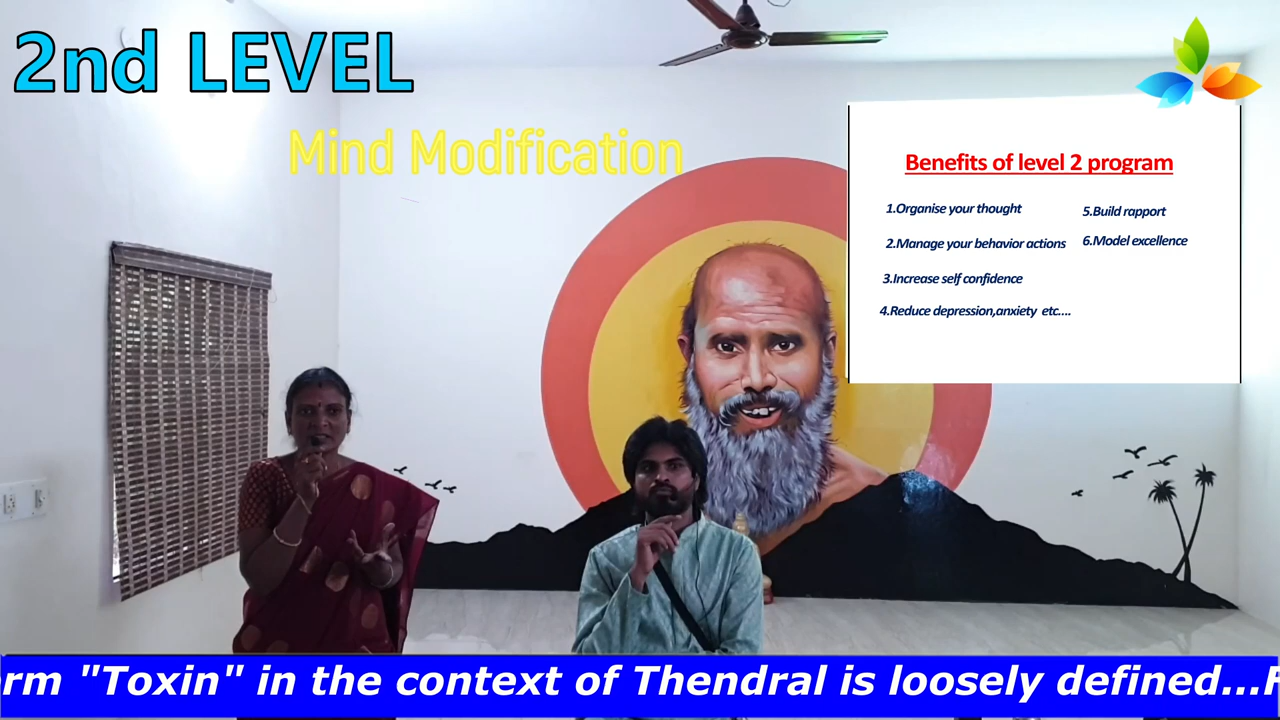 2nd LEVEL
Mind Modification
Benefits of level 2 program
1.Organise your thought
2.Manage your behavior actions
3.Increase self confidence
4.Reduce depression,anxiety etc....
5.Build rapport
6.Model excellence
"Toxin" in the context of Thendral is loosely defined...